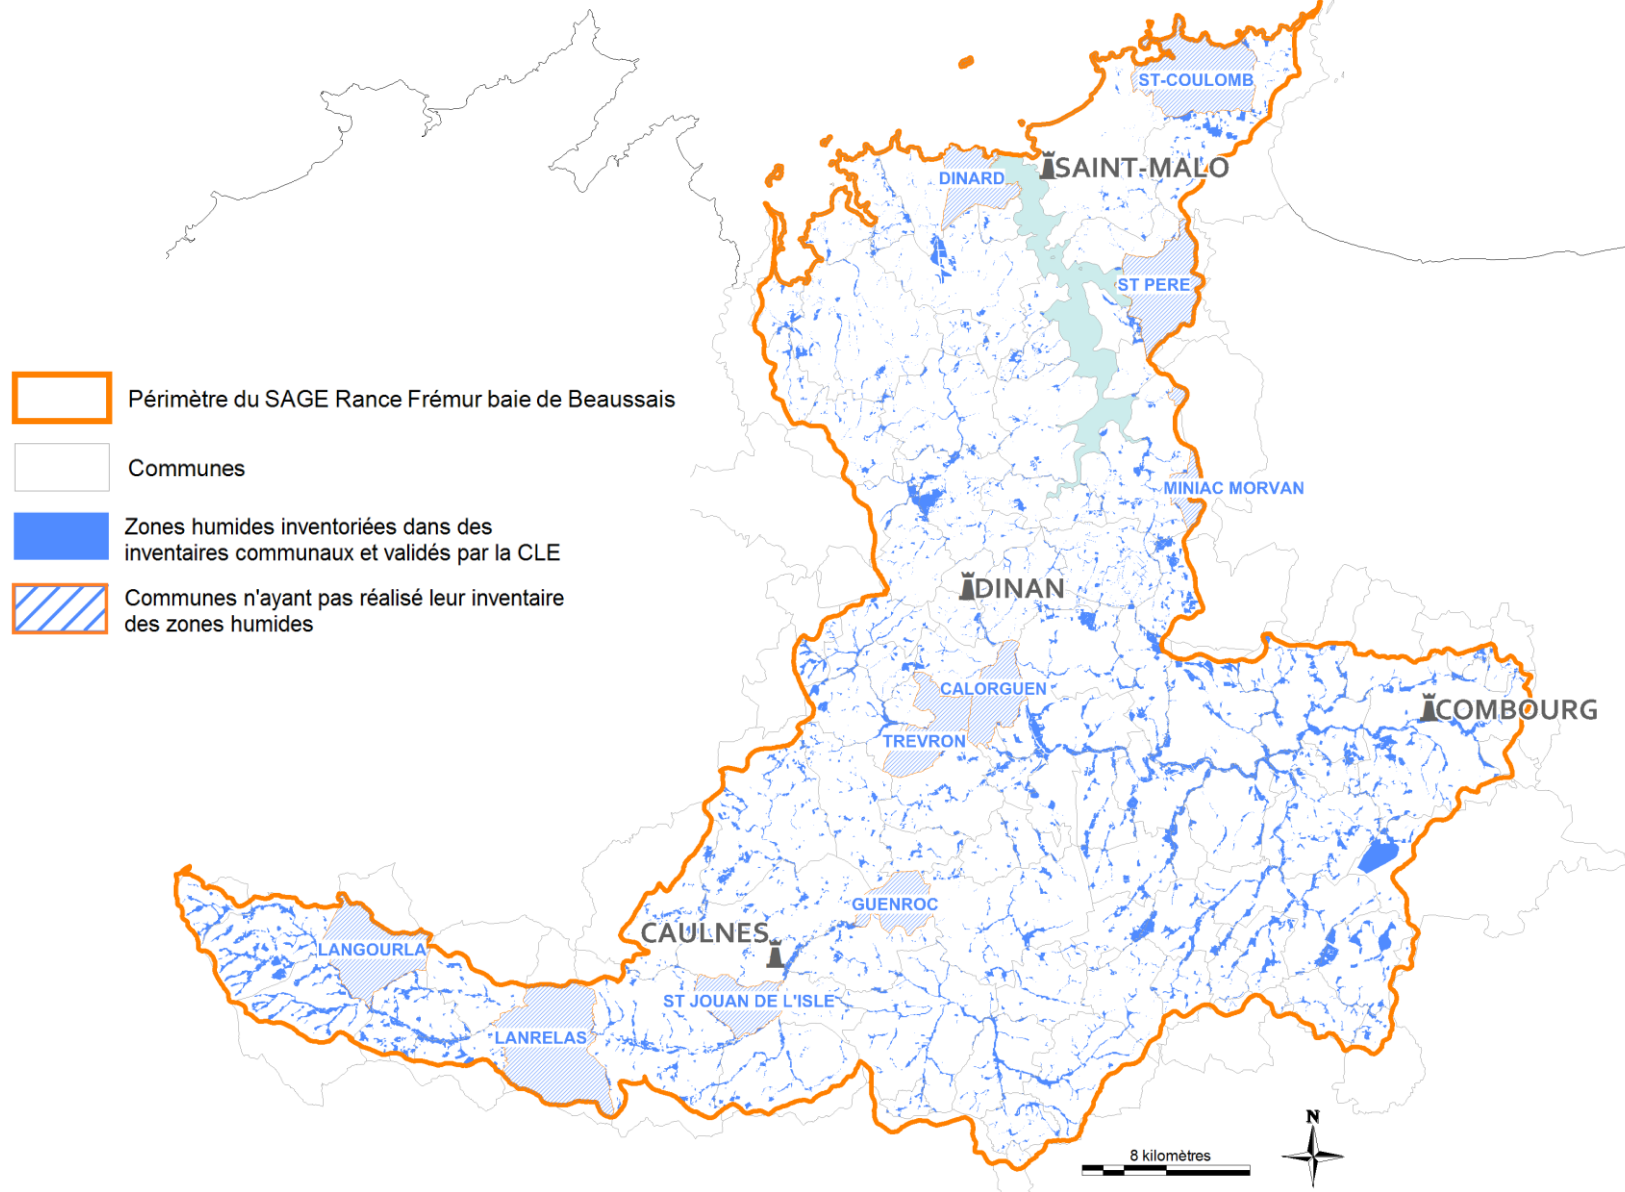 ST-COULOMB
SAINT-MALO
DINARD
ST PERE
Périmètre du SAGE Rance Frémur baie de Beaussais
Communes
MINIAC MORVAN
Zones humides inventoriées dans des
inventaires communaux et validés par la CLE
Communes n'ayant pas réalisé leur inventaire
des zones humides
DINAN
CALORGUEN
COMBOURG
TREVRON
GUENROC
CAULNES
LANGOURLA
ST JOUAN DE L'ISLE
LANRELAS
N
8 kilomètres